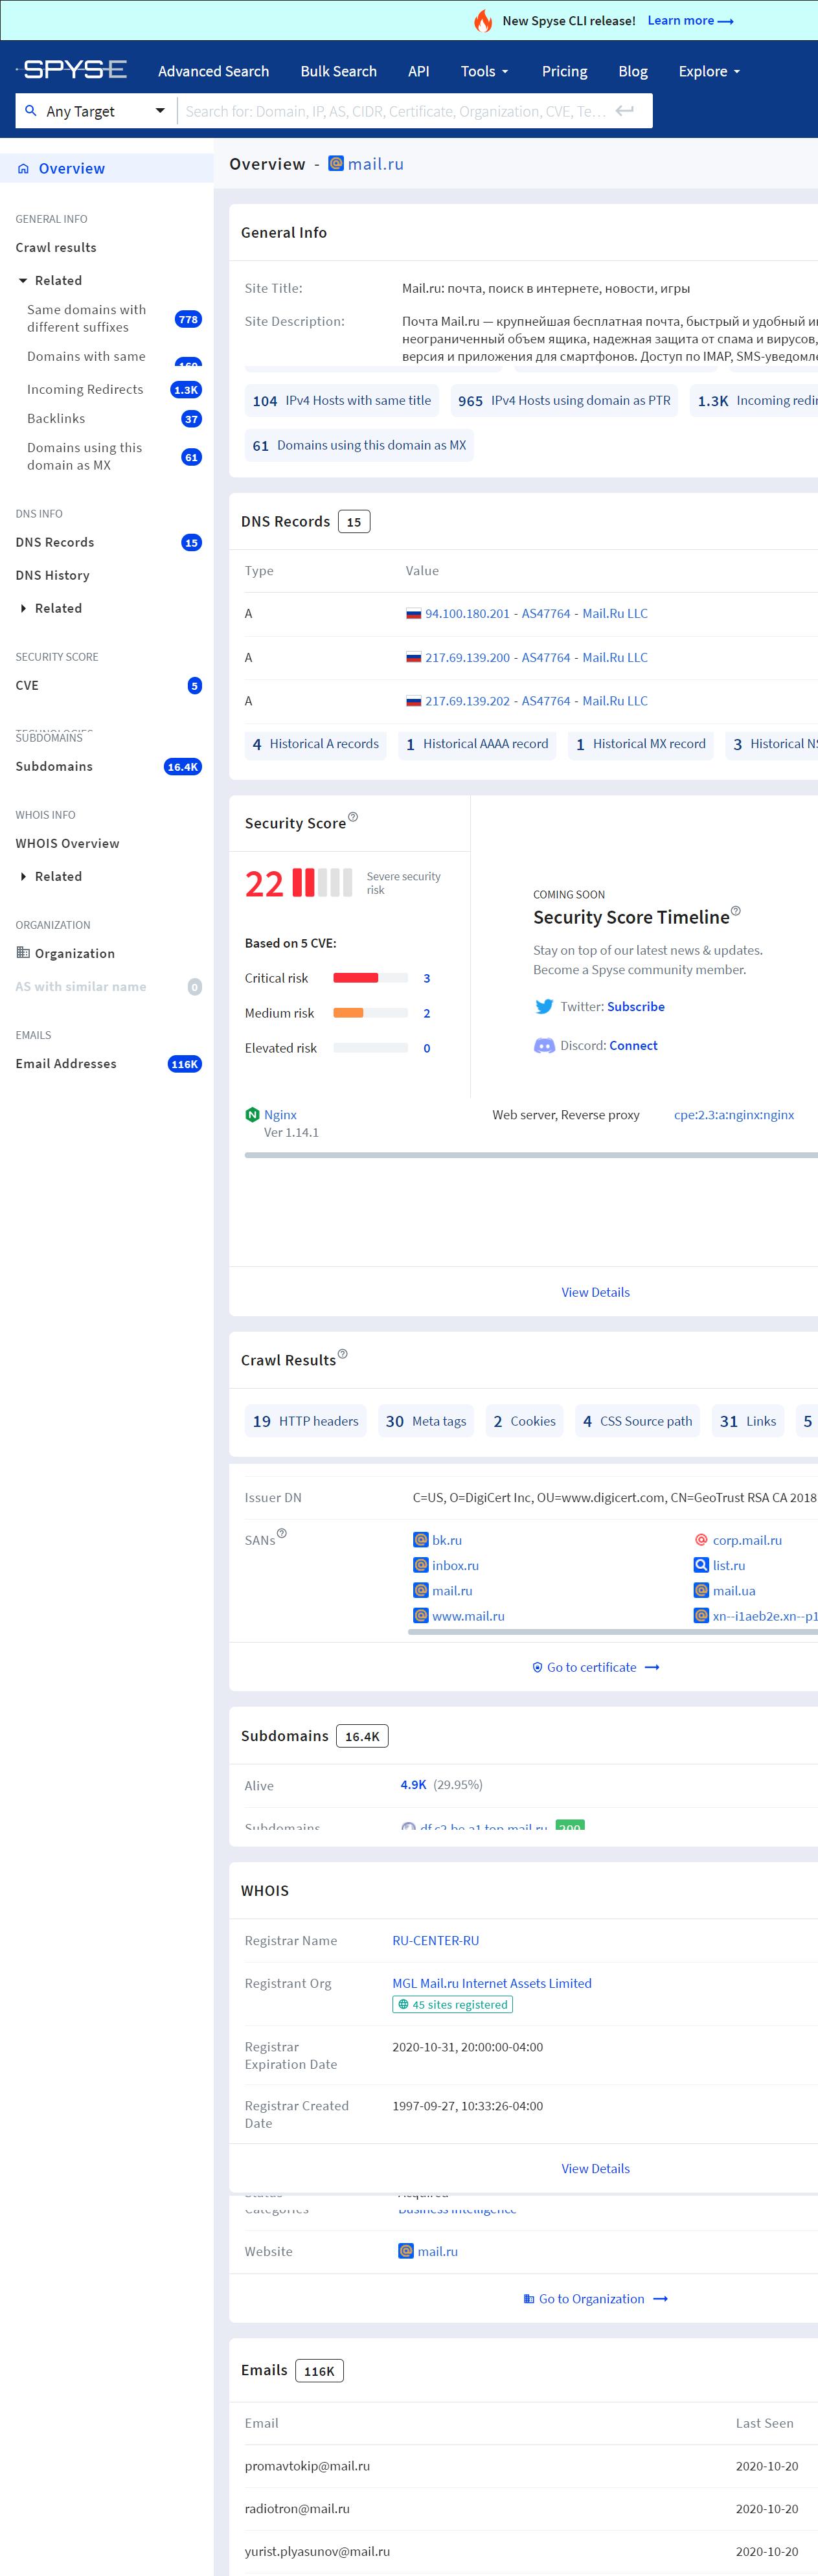 New Spyse CLI release! Learn more
SPYSE Advanced Search Bulk Search API Tools Pricing Blog Explore
Any Target Search for: Domain, IP, AS, CIDR, Certificate, Organization, CVE, Te...
Overview
GENERAL INFO
Crawl results
Related
Same domains with different suffixes 778
Domains with same
Incoming Redirects 1.3K
Backlinks 37
Domains using this domain as MX 61
DNS INFO
DNS Records 15
DNS History
Related
SECURITY SCORE
CVE 5
SUBDOMAINS
Subdomains 16.4K
WHOIS INFO
WHOIS Overview
Related
ORGANIZATION
Organization
AS with similar name 0
EMAILS
Email Addresses 116K
Overview - mail.ru
General Info
Site Title: Mail.ru: почта, поиск в интернете, новости, игры
Site Description: Почта Mail.ru — крупнейшая бесплатная почта, быстрый и удобный
неограниченный объем ящика, надежная защита от спама и вирусов,
версия и приложения для смартфонов. Доступ по IMAP,
104 IPv4 Hosts with same title 965 IPv4 Hosts using domain as PTR 1.3K Incoming
61 Domains using this domain as MX
DNS Records 15
Type Value
A 94.100.180.201 - AS47764 - Mail.Ru LLC
A 217.69.139.200 - AS47764 - Mail.Ru LLC
A 217.69.139.202 - AS47764 - Mail.Ru LLC
4 Historical A records 1 Historical AAAA record 1 Historical MX record 3 Historical
Security Score
22 Severe security risk
Based on 5 CVE:
Critical risk 3
Medium risk 2
Elevated risk 0
COMING SOON
Security Score Timeline
Stay on top of our latest news & updates.
Become a Spyse community member.
Twitter: Subscribe
Discord: Connect
Nginx Web server, Reverse proxy cpe:2.3:a:nginx:nginx
Ver 1.14.1
View Details
Crawl Results
19 HTTP headers 30 Meta tags 2 Cookies 4 CSS Source path 31 Links 5
Issuer DN C=US, O=DigiCert Inc, OU=www.digicert.com, CN=GeoTrust RSA CA 2018
SANs bk.ru corp.mail.ru
inbox.ru list.ru
mail.ru mail.ua
www.mail.ru xn--i1aeb2e.xn--p1
Go to certificate
Subdomains 16.4K
Alive 4.9K (29.95%)
WHOIS
Registrar Name RU-CENTER-RU
Registrant Org MGL Mail.ru Internet Assets Limited
45 sites registered
Registrar Expiration Date 2020-10-31, 20:00:00-04:00
Registrar Created Date 1997-09-27, 10:33:26-04:00
View Details
Website mail.ru
Go to Organization
Emails 116K
Email Last Seen
promavtokip@mail.ru 2020-10-20
radiotron@mail.ru 2020-10-20
yurist.plyasunov@mail.ru 2020-10-20